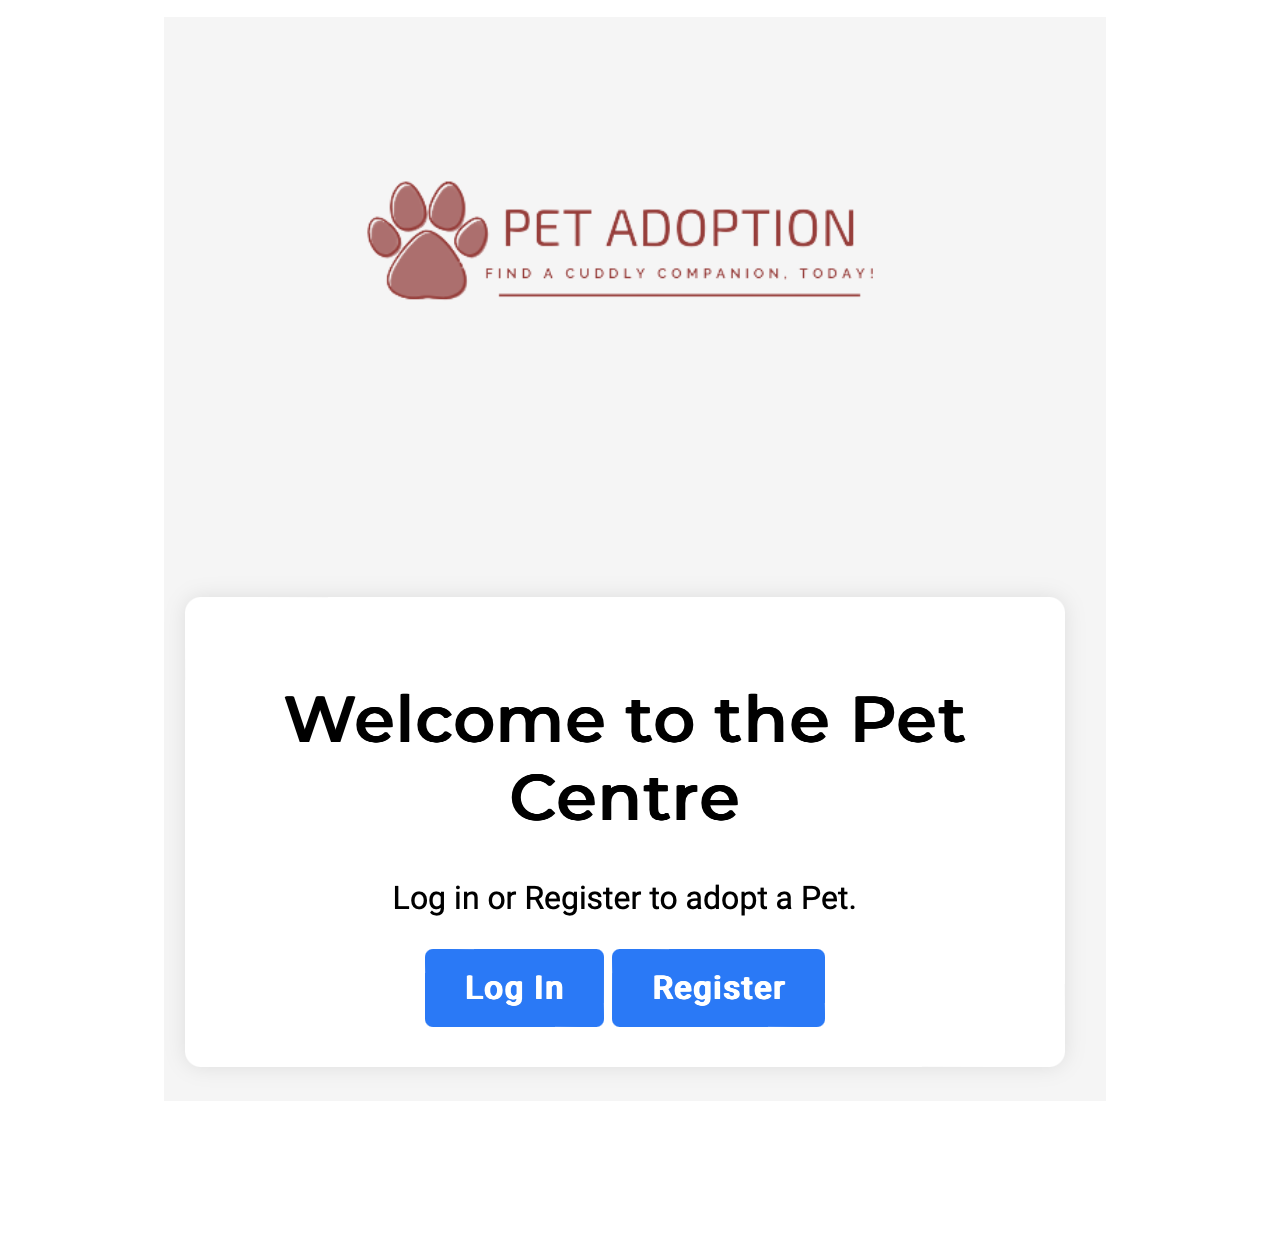 PET ADOPTION
FIND A CUDDLY COMPANION, TODAY!
Welcome to the Pet
Centre
Log in or Register to adopt a Pet.
Log In Register